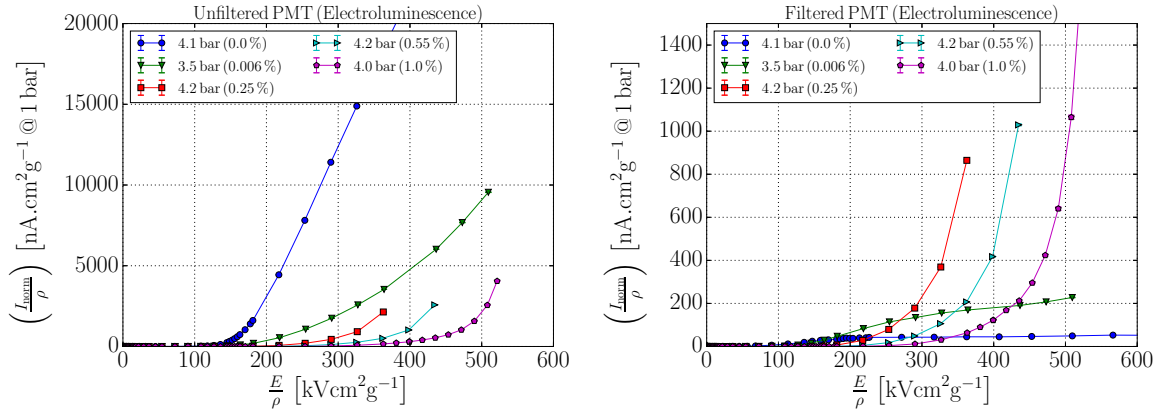 Unfiltered PMT (Electroluminescence)
20000
15000
10000
5000
0
4.1 bar (0.0 %)
3.5 bar (0.006 %)
4.2 bar (0.25 %)
4.2 bar (0.55 %)
4.0 bar (1.0 %)
(I_norm/ρ) [nA.cm²g⁻¹ @ 1 bar]
0 100 200 300 400 500 600
E/ρ [kVcm²g⁻¹]
Filtered PMT (Electroluminescence)
1400
1200
1000
800
600
400
200
0
4.1 bar (0.0 %)
3.5 bar (0.006 %)
4.2 bar (0.25 %)
4.2 bar (0.55 %)
4.0 bar (1.0 %)
(I_norm/ρ) [nA.cm²g⁻¹ @ 1 bar]
0 100 200 300 400 500 600
E/ρ [kVcm²g⁻¹]